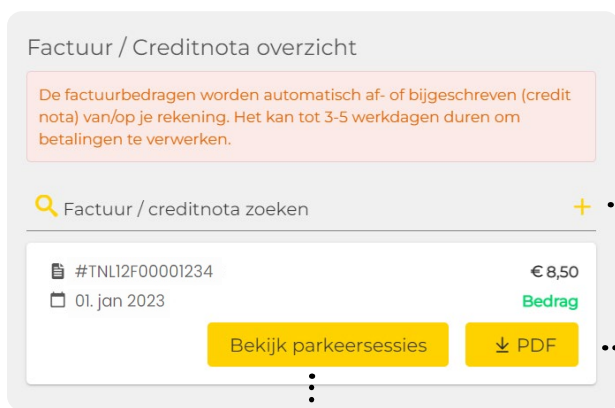 Factuur / Creditnota overzicht
De factuurbedragen worden automatisch af- of bijgeschreven (credit
nota) van/op je rekening. Het kan tot 3-5 werkdagen duren om
betalingen te verwerken.
Factuur / creditnota zoeken +
#TNL12F00001234 € 8,50
01. jan 2023 Bedrag
Bekijk parkeersessies PDF